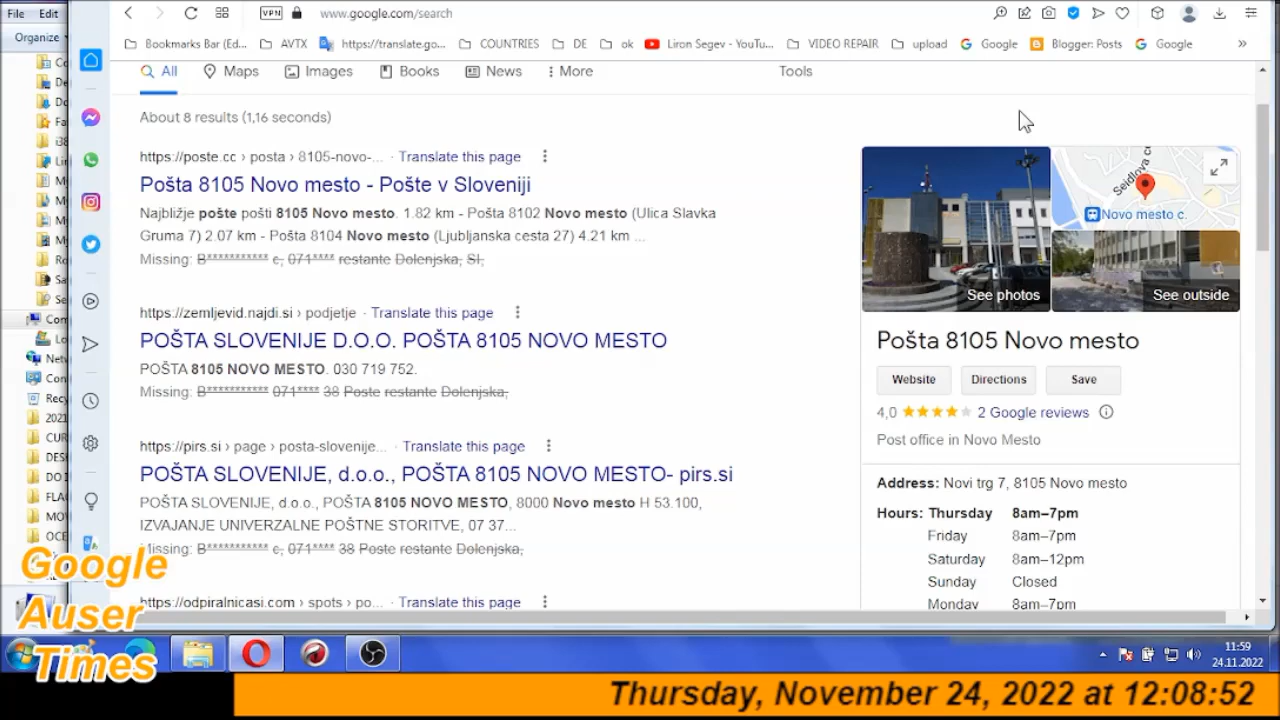 File Edit
www.google.com/search
VPN
Organize
Bookmarks Bar (Ed...
AVTX
https://translate.go...
COUNTRIES
DE
ok
Liron Segev - YouT...
VIDEO REPAIR
upload
Google
Blogger: Posts
Google
»
All
Maps
Images
Books
News
More
Tools
About 8 results (1,16 seconds)
https://poste.cc › posta › 8105-novo-... · Translate this page
Pošta 8105 Novo mesto - Pošte v Sloveniji
Najbližje pošte pošti 8105 Novo mesto. 1.82 km - Pošta 8102 Novo mesto (Ulica Slavka
Gruma 7) 2.07 km - Pošta 8104 Novo mesto (Ljubljanska cesta 27) 4.21 km ...
Missing: B*********** c, 071**** restante Dolenjska, SI,
https://zemljevid.najdi.si › podjetje · Translate this page
POŠTA SLOVENIJE D.O.O. POŠTA 8105 NOVO MESTO
POŠTA 8105 NOVO MESTO. 030 719 752.
Missing: B*********** 071**** 38 Poste restante Dolenjska,
https://pirs.si › page › posta-slovenije... · Translate this page
POŠTA SLOVENIJE, d.o.o., POŠTA 8105 NOVO MESTO- pirs.si
POŠTA SLOVENIJE, d.o.o., POŠTA 8105 NOVO MESTO, 8000 Novo mesto H 53.100,
IZVAJANJE UNIVERZALNE POŠTNE STORITVE, 07 37...
Missing: B*********** c, 071**** 38 Poste restante Dolenjska,
https://odpiralnicasi.com › spots › po... · Translate this page
Seidlova c
Novo mesto c.
See photos
See outside
Pošta 8105 Novo mesto
Website
Directions
Save
4,0
2 Google reviews
Post office in Novo Mesto
Address: Novi trg 7, 8105 Novo mesto
Hours: Thursday 8am–7pm
Friday 8am–7pm
Saturday 8am–12pm
Sunday Closed
Monday 8am–7pm
2021
CUR
Google
Auser
Times
11:59
24.11.2022
Thursday, November 24, 2022 at 12:08:52